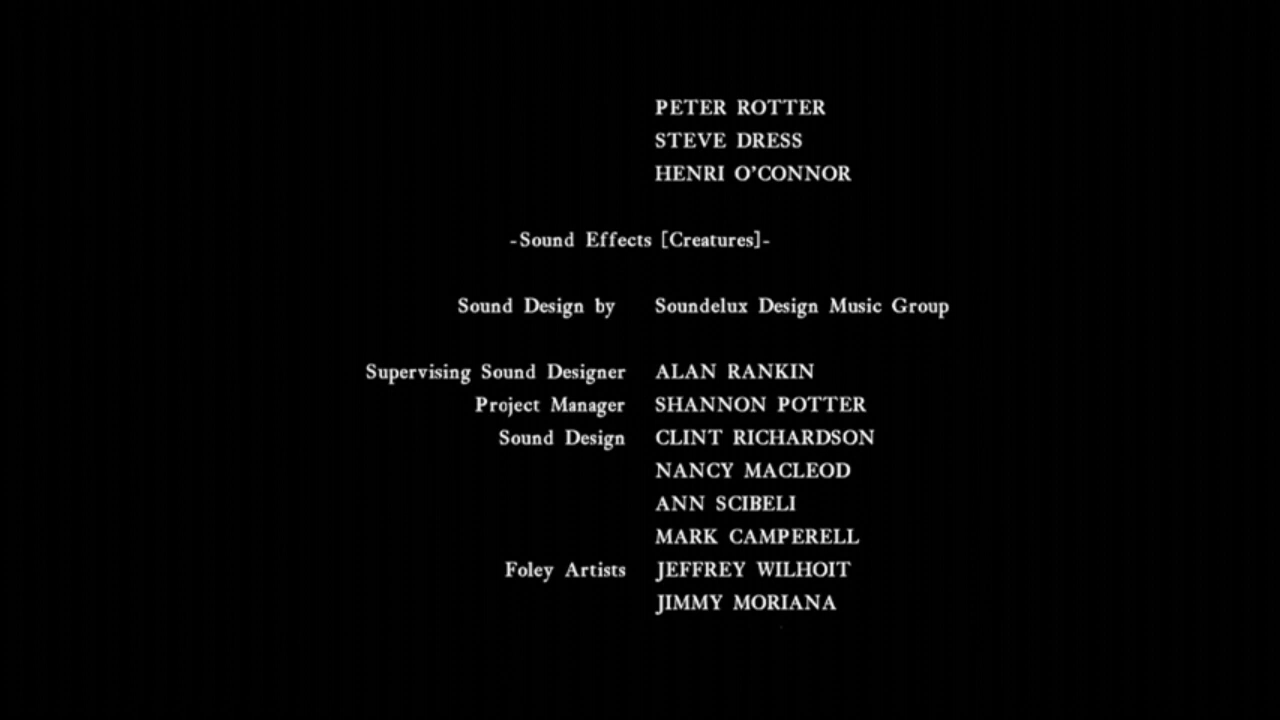 PETER ROTTER
STEVE DRESS
HENRI O'CONNOR
-Sound Effects [Creatures]-
Sound Design by Soundelux Design Music Group
Supervising Sound Designer ALAN RANKIN
Project Manager SHANNON POTTER
Sound Design CLINT RICHARDSON
NANCY MACLEOD
ANN SCIBELI
MARK CAMPERELL
Foley Artists JEFFREY WILHOIT
JIMMY MORIANA